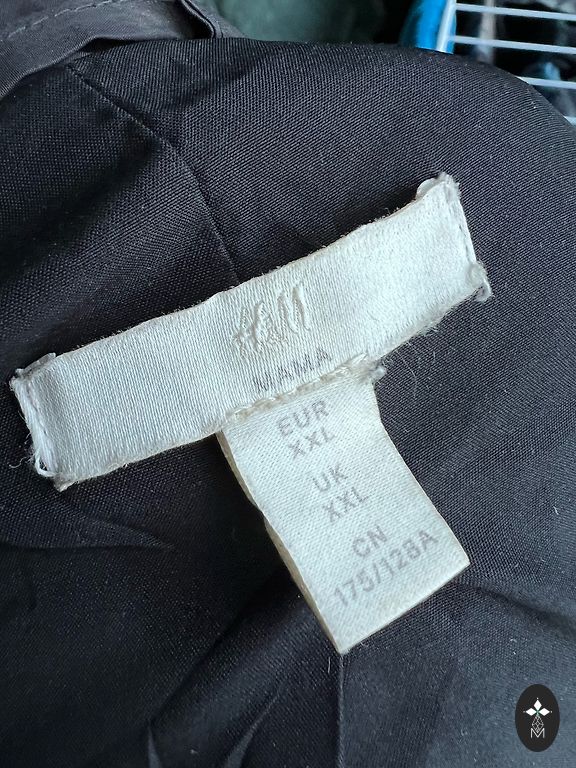 H&M
MAMA
EUR
XXL
UK
XXL
CN
175/128A
M